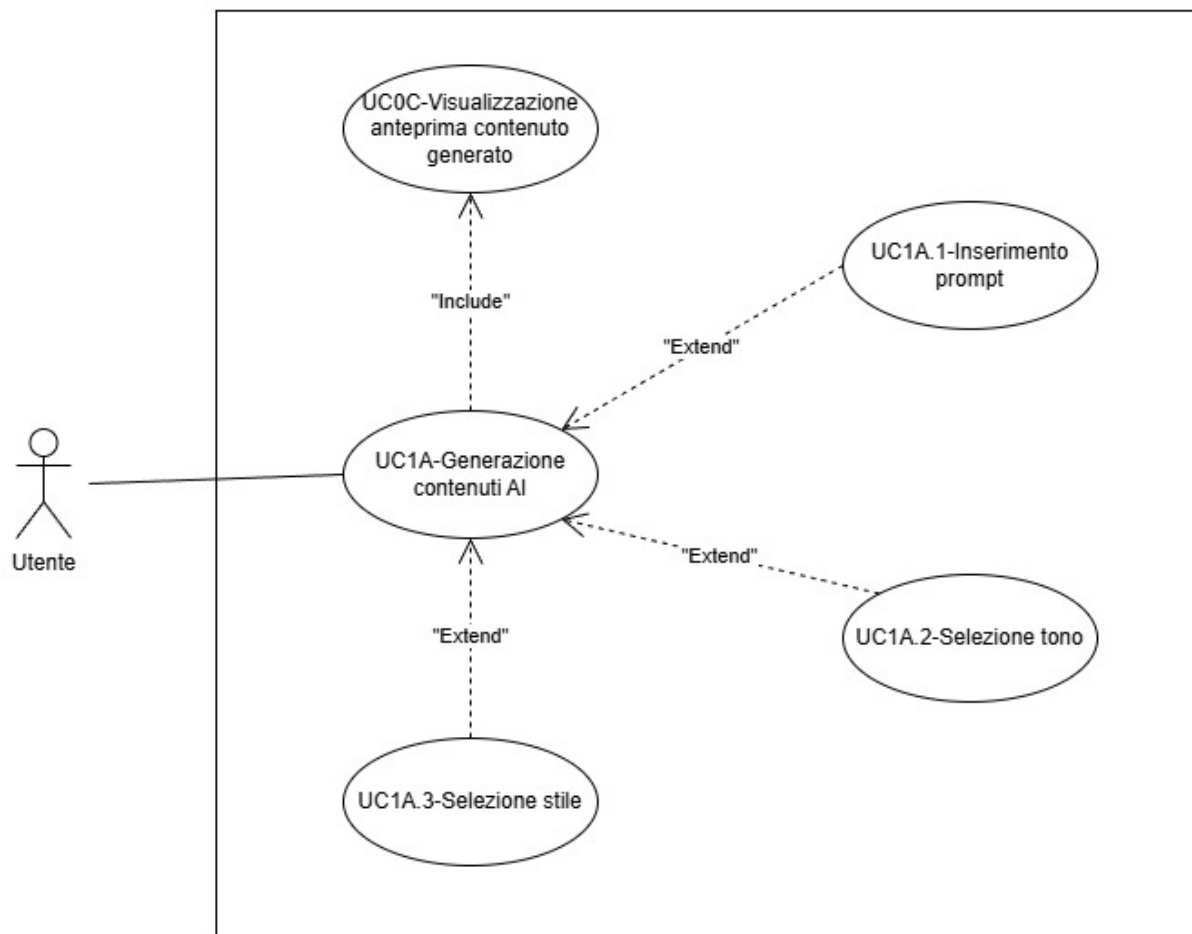 UC0C-Visualizzazione
anteprima contenuto
generato
UC1A.1-Inserimento
prompt
"Include"
"Extend"
UC1A-Generazione
contenuti AI
Utente
"Extend"
"Extend"
UC1A.2-Selezione tono
UC1A.3-Selezione stile